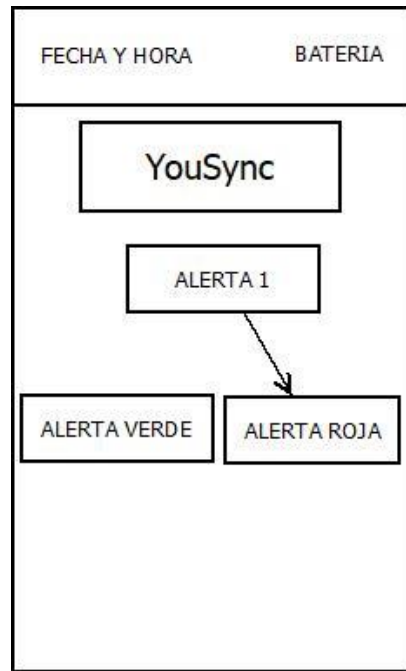 FECHA Y HORA BATERIA
YouSync
ALERTA 1
ALERTA VERDE ALERTA ROJA